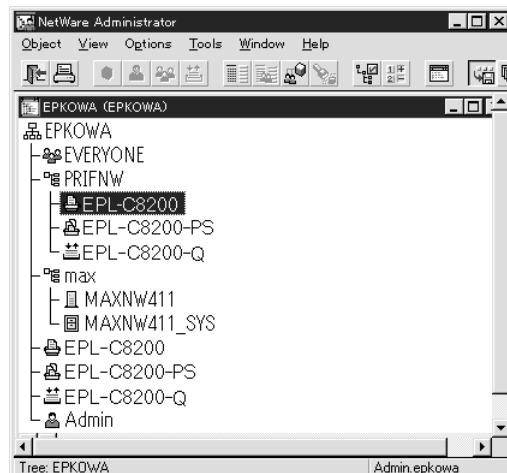 NetWare Administrator
Object View Options Tools Window Help
EPKOWA (EPKOWA)
EPKOWA
EVERYONE
PRIFNW
EPL-C8200
EPL-C8200-PS
EPL-C8200-Q
max
MAXNW411
MAXNW411_SYS
EPL-C8200
EPL-C8200-PS
EPL-C8200-Q
Admin
Tree: EPKOWA Admin.epkowa